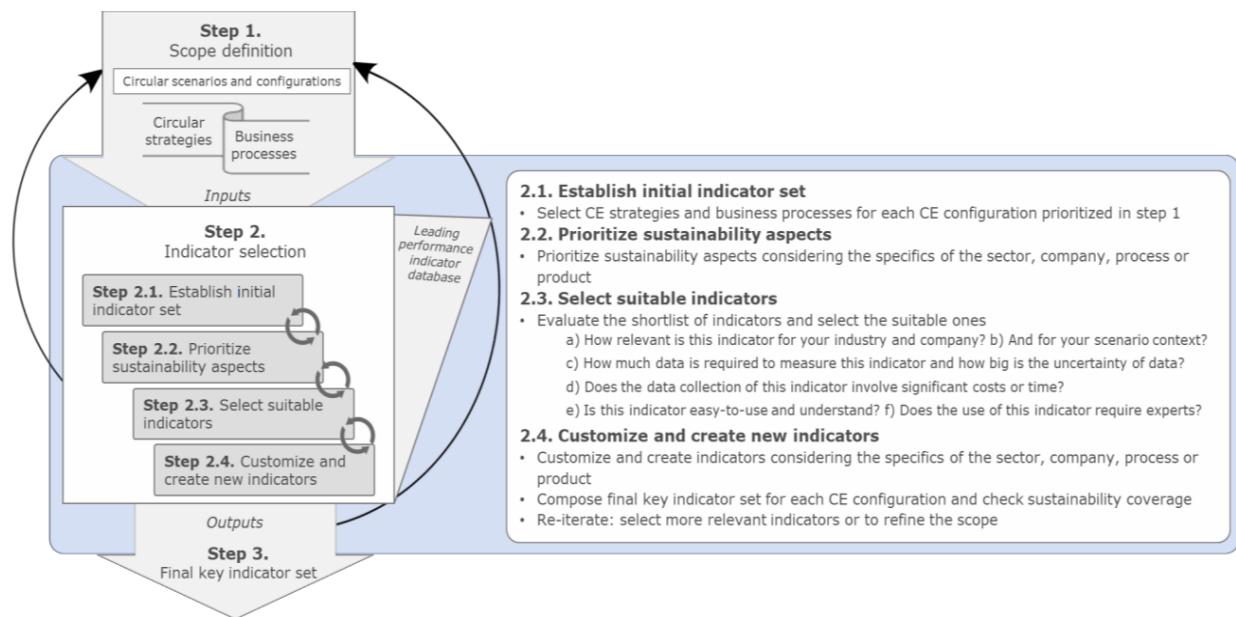 Step 1.
Scope definition
Circular scenarios and configurations
Circular
strategies
Business
processes
Inputs
Step 2.
Indicator selection
Leading
performance
indicator
database
Step 2.1. Establish initial
indicator set
Step 2.2. Prioritize
sustainability aspects
Step 2.3. Select suitable
indicators
Step 2.4. Customize and
create new indicators
Outputs
Step 3.
Final key indicator set
2.1. Establish initial indicator set
• Select CE strategies and business processes for each CE configuration prioritized in step 1
2.2. Prioritize sustainability aspects
• Prioritize sustainability aspects considering the specifics of the sector, company, process or
product
2.3. Select suitable indicators
• Evaluate the shortlist of indicators and select the suitable ones
a) How relevant is this indicator for your industry and company? b) And for your scenario context?
c) How much data is required to measure this indicator and how big is the uncertainty of data?
d) Does the data collection of this indicator involve significant costs or time?
e) Is this indicator easy-to-use and understand? f) Does the use of this indicator require experts?
2.4. Customize and create new indicators
• Customize and create indicators considering the specifics of the sector, company, process or
product
• Compose final key indicator set for each CE configuration and check sustainability coverage
• Re-iterate: select more relevant indicators or to refine the scope